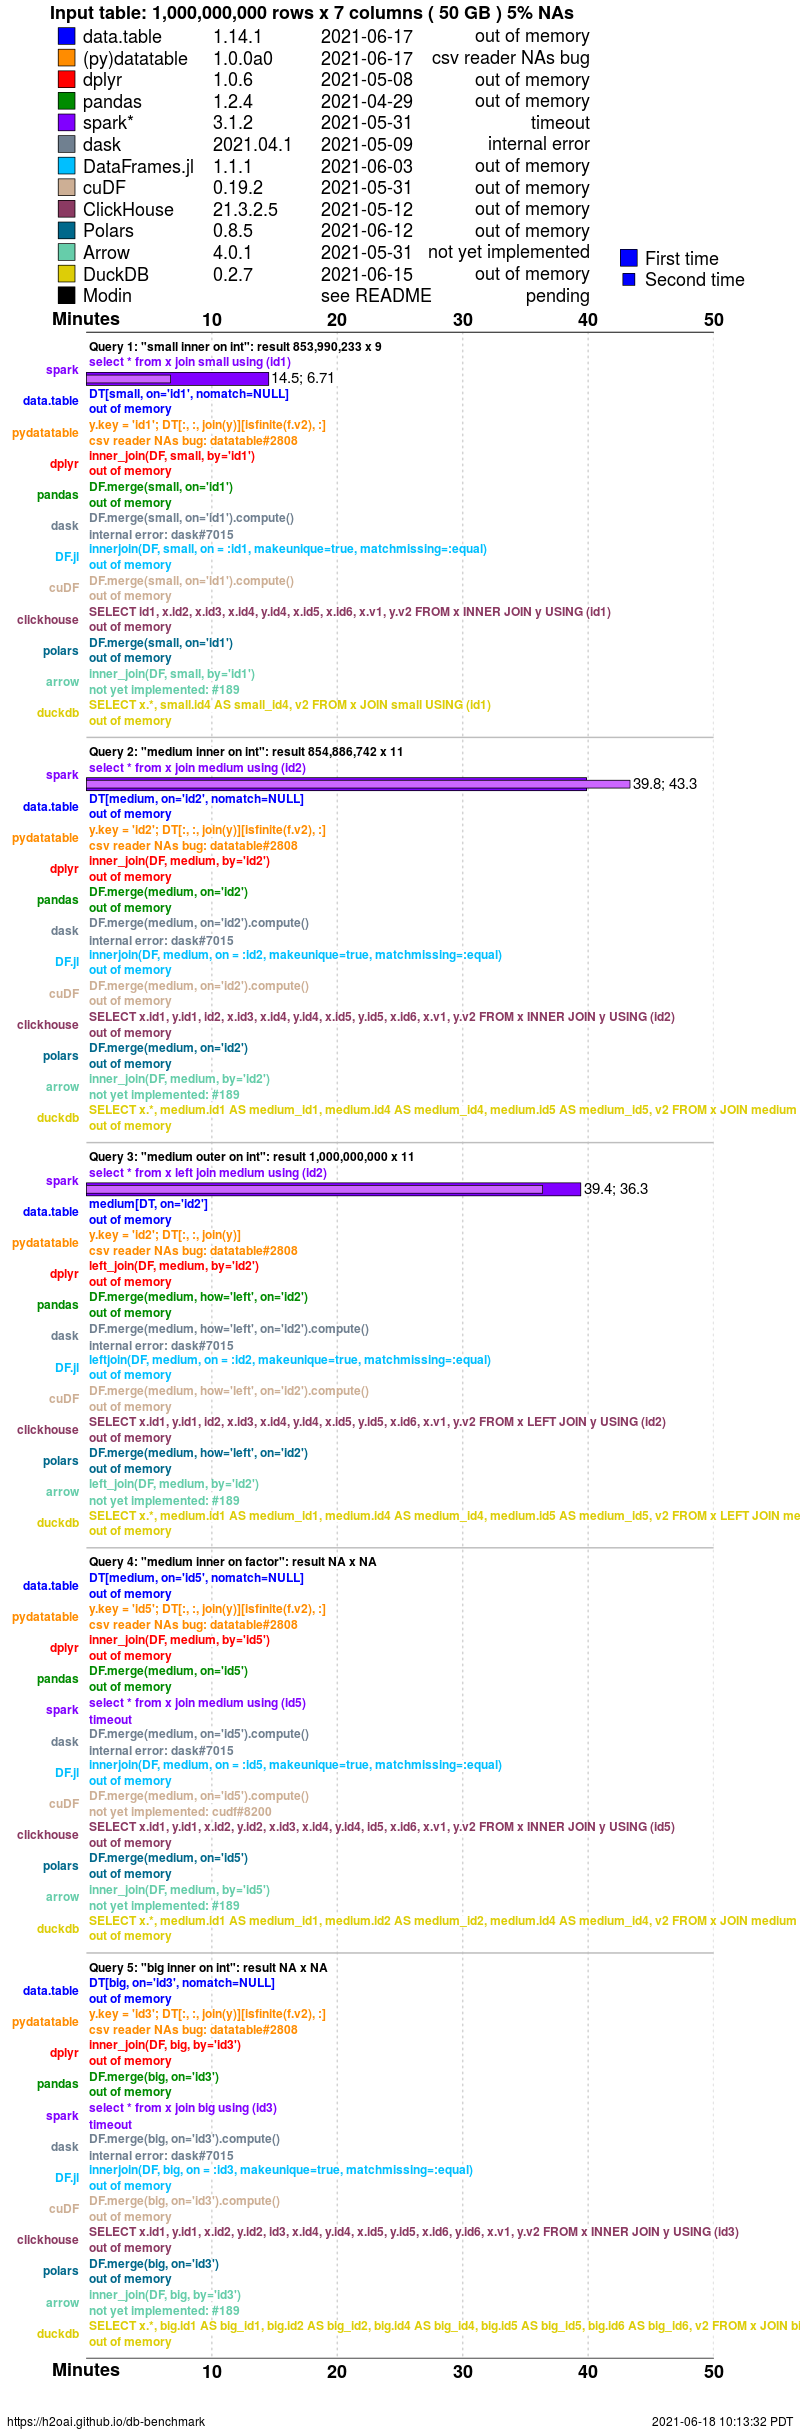 Input table: 1,000,000,000 rows x 7 columns ( 50 GB ) 5% NAs
data.table 1.14.1 2021-06-17 out of memory
(py)datatable 1.0.0a0 2021-06-17 csv reader NAs bug
dplyr 1.0.6 2021-05-08 out of memory
pandas 1.2.4 2021-04-29 out of memory
spark* 3.1.2 2021-05-31 timeout
dask 2021.04.1 2021-05-09 internal error
DataFrames.jl 1.1.1 2021-06-03 out of memory
cuDF 0.19.2 2021-05-31 out of memory
ClickHouse 21.3.2.5 2021-05-12 out of memory
Polars 0.8.5 2021-06-12 out of memory
Arrow 4.0.1 2021-05-31 not yet implemented
DuckDB 0.2.7 2021-06-15 out of memory
Modin see README pending
First time
Second time
Minutes 10 20 30 40 50
Query 1: "small inner on int": result 853,990,233 x 9
spark select * from x join small using (id1)
14.5; 6.71
data.table DT[small, on='id1', nomatch=NULL]
out of memory
pydatatable y.key = 'id1'; DT[:, :, join(y)][isfinite(f.v2), :]
csv reader NAs bug: datatable#2808
dplyr inner_join(DF, small, by='id1')
out of memory
pandas DF.merge(small, on='id1')
out of memory
dask DF.merge(small, on='id1').compute()
internal error: dask#7015
DF.jl innerjoin(DF, small, on = :id1, makeunique=true, matchmissing=:equal)
out of memory
cuDF DF.merge(small, on='id1').compute()
out of memory
clickhouse SELECT id1, x.id2, x.id3, x.id4, y.id4, x.id5, x.id6, x.v1, y.v2 FROM x INNER JOIN y USING (id1)
out of memory
polars DF.merge(small, on='id1')
out of memory
arrow inner_join(DF, small, by='id1')
not yet implemented: #189
duckdb SELECT x.*, small.id4 AS small_id4, v2 FROM x JOIN small USING (id1)
out of memory
Query 2: "medium inner on int": result 854,886,742 x 11
spark select * from x join medium using (id2)
39.8; 43.3
data.table DT[medium, on='id2', nomatch=NULL]
out of memory
pydatatable y.key = 'id2'; DT[:, :, join(y)][isfinite(f.v2), :]
csv reader NAs bug: datatable#2808
dplyr inner_join(DF, medium, by='id2')
out of memory
pandas DF.merge(medium, on='id2')
out of memory
dask DF.merge(medium, on='id2').compute()
internal error: dask#7015
DF.jl innerjoin(DF, medium, on = :id2, makeunique=true, matchmissing=:equal)
out of memory
cuDF DF.merge(medium, on='id2').compute()
out of memory
clickhouse SELECT x.id1, y.id1, id2, x.id3, x.id4, y.id4, x.id5, y.id5, x.id6, x.v1, y.v2 FROM x INNER JOIN y USING (id2)
out of memory
polars DF.merge(medium, on='id2')
out of memory
arrow inner_join(DF, medium, by='id2')
not yet implemented: #189
duckdb SELECT x.*, medium.id1 AS medium_id1, medium.id4 AS medium_id4, medium.id5 AS medium_id5, v2 FROM x JOIN medium
out of memory
Query 3: "medium outer on int": result 1,000,000,000 x 11
spark select * from x left join medium using (id2)
39.4; 36.3
data.table medium[DT, on='id2']
out of memory
pydatatable y.key = 'id2'; DT[:, :, join(y)]
csv reader NAs bug: datatable#2808
dplyr left_join(DF, medium, by='id2')
out of memory
pandas DF.merge(medium, how='left', on='id2')
out of memory
dask DF.merge(medium, how='left', on='id2').compute()
internal error: dask#7015
DF.jl leftjoin(DF, medium, on = :id2, makeunique=true, matchmissing=:equal)
out of memory
cuDF DF.merge(medium, how='left', on='id2').compute()
out of memory
clickhouse SELECT x.id1, y.id1, id2, x.id3, x.id4, y.id4, x.id5, y.id5, x.id6, x.v1, y.v2 FROM x LEFT JOIN y USING (id2)
out of memory
polars DF.merge(medium, how='left', on='id2')
out of memory
arrow left_join(DF, medium, by='id2')
not yet implemented: #189
duckdb SELECT x.*, medium.id1 AS medium_id1, medium.id4 AS medium_id4, medium.id5 AS medium_id5, v2 FROM x LEFT JOIN me
out of memory
Query 4: "medium inner on factor": result NA x NA
data.table DT[medium, on='id5', nomatch=NULL]
out of memory
pydatatable y.key = 'id5'; DT[:, :, join(y)][isfinite(f.v2), :]
csv reader NAs bug: datatable#2808
dplyr inner_join(DF, medium, by='id5')
out of memory
pandas DF.merge(medium, on='id5')
out of memory
spark select * from x join medium using (id5)
timeout
dask DF.merge(medium, on='id5').compute()
internal error: dask#7015
DF.jl innerjoin(DF, medium, on = :id5, makeunique=true, matchmissing=:equal)
out of memory
cuDF DF.merge(medium, on='id5').compute()
not yet implemented: cudf#8200
clickhouse SELECT x.id1, y.id1, x.id2, y.id2, x.id3, x.id4, y.id4, id5, x.id6, x.v1, y.v2 FROM x INNER JOIN y USING (id5)
out of memory
polars DF.merge(medium, on='id5')
out of memory
arrow inner_join(DF, medium, by='id5')
not yet implemented: #189
duckdb SELECT x.*, medium.id1 AS medium_id1, medium.id2 AS medium_id2, medium.id4 AS medium_id4, v2 FROM x JOIN medium
out of memory
Query 5: "big inner on int": result NA x NA
data.table DT[big, on='id3', nomatch=NULL]
out of memory
pydatatable y.key = 'id3'; DT[:, :, join(y)][isfinite(f.v2), :]
csv reader NAs bug: datatable#2808
dplyr inner_join(DF, big, by='id3')
out of memory
pandas DF.merge(big, on='id3')
out of memory
spark select * from x join big using (id3)
timeout
dask DF.merge(big, on='id3').compute()
internal error: dask#7015
DF.jl innerjoin(DF, big, on = :id3, makeunique=true, matchmissing=:equal)
out of memory
cuDF DF.merge(big, on='id3').compute()
out of memory
clickhouse SELECT x.id1, y.id1, x.id2, y.id2, id3, x.id4, y.id4, x.id5, y.id5, x.id6, y.id6, x.v1, y.v2 FROM x INNER JOIN y USING (id3)
out of memory
polars DF.merge(big, on='id3')
out of memory
arrow inner_join(DF, big, by='id3')
not yet implemented: #189
duckdb SELECT x.*, big.id1 AS big_id1, big.id2 AS big_id2, big.id4 AS big_id4, big.id5 AS big_id5, big.id6 AS big_id6, v2 FROM x JOIN bi
out of memory
Minutes 10 20 30 40 50
https://h2oai.github.io/db-benchmark 2021-06-18 10:13:32 PDT